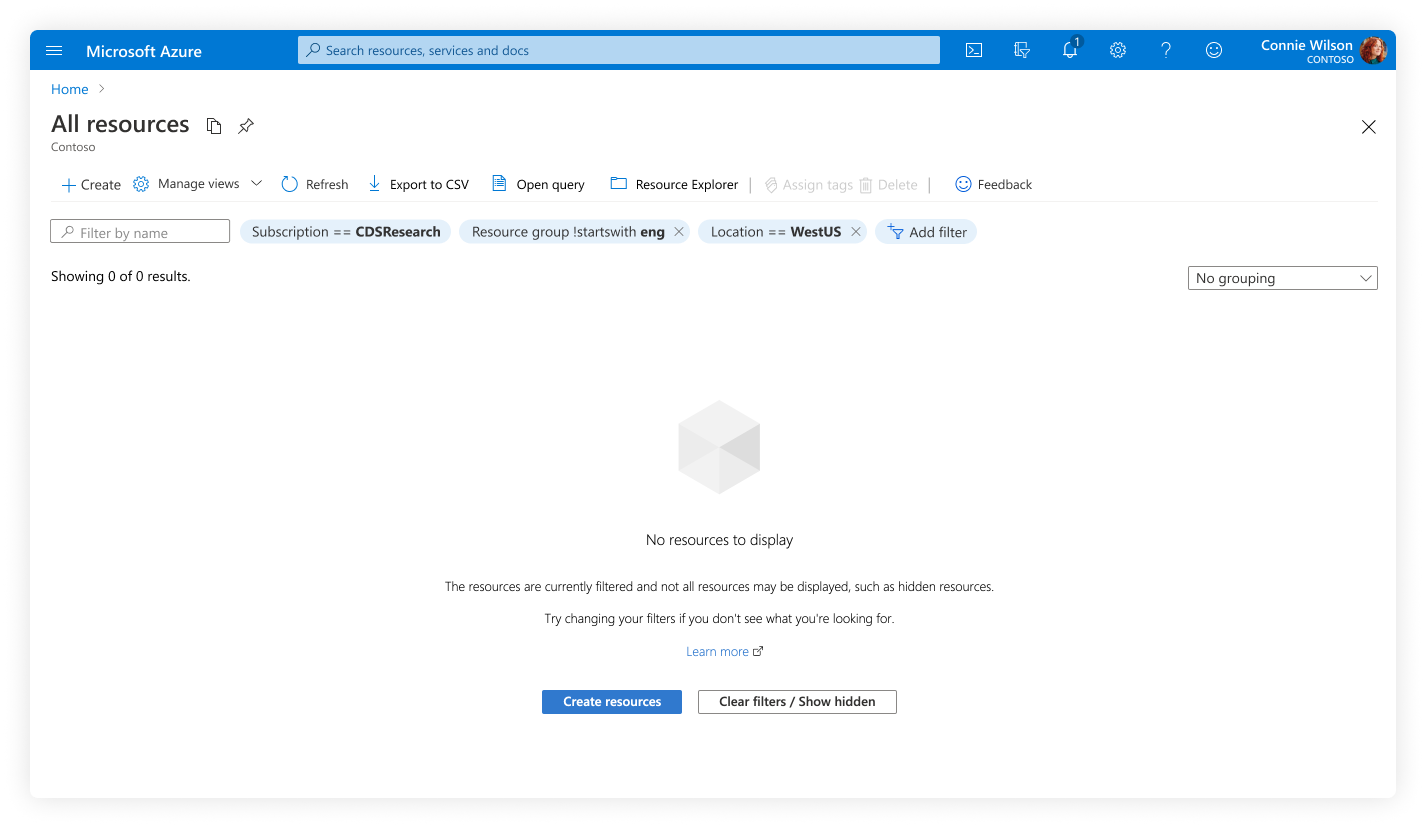 Microsoft Azure
Search resources, services and docs
1
Connie Wilson
CONTOSO
Home
All resources
Contoso
Create Manage views Refresh Export to CSV Open query Resource Explorer | Assign tags Delete | Feedback
Filter by name
Subscription == CDSResearch
Resource group !startswith eng
Location == WestUS
Add filter
Showing 0 of 0 results.
No grouping
No resources to display
The resources are currently filtered and not all resources may be displayed, such as hidden resources.
Try changing your filters if you don't see what you're looking for.
Learn more
Create resources
Clear filters / Show hidden